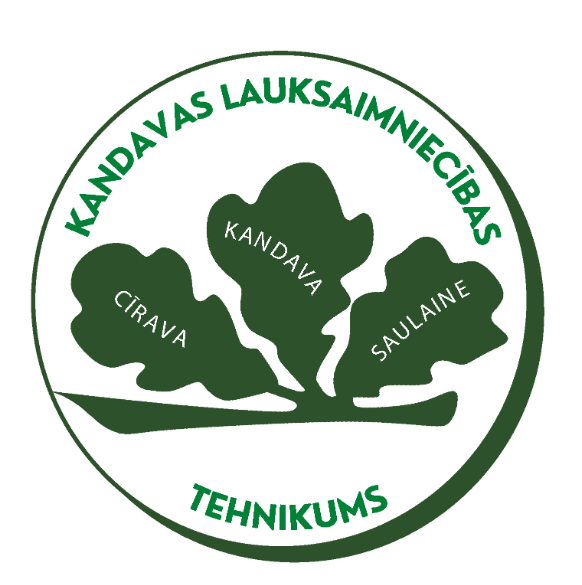 KANDAVAS LAUKSAIMNIECĪBAS
KANDAVA
CĪRAVA
SAULAINE
TEHNIKUMS